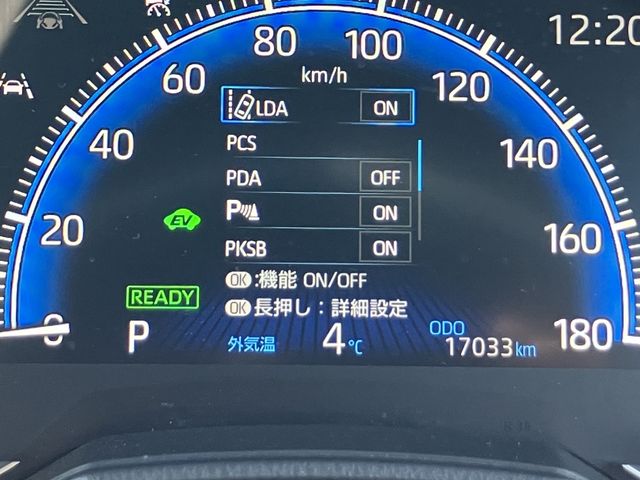 12:20
80 100
km/h
60 120
LDA ON
40 140
PCS
PDA OFF
EV P ON
20 160
PKSB ON
OK:機能 ON/OFF
READY
OK長押し:詳細設定
0 P 180
外気温 4℃ ODO 17033km